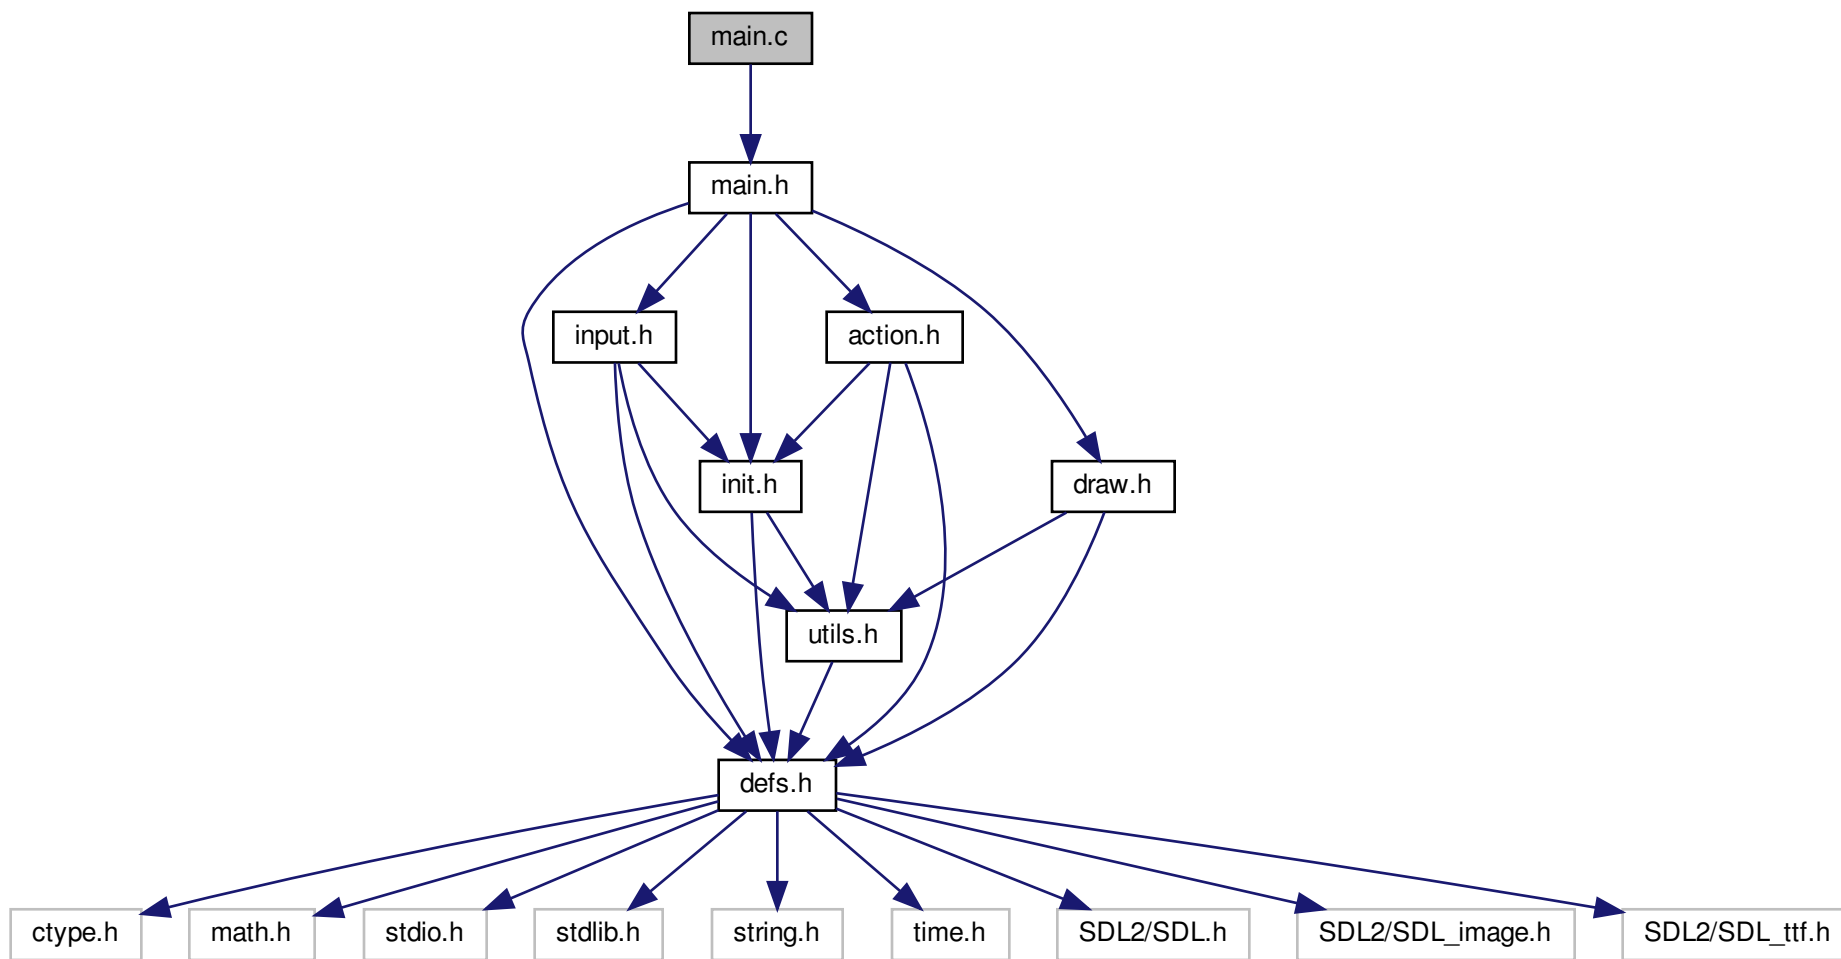 main.c
main.h
input.h
action.h
init.h
draw.h
utils.h
defs.h
ctype.h
math.h
stdio.h
stdlib.h
string.h
time.h
SDL2/SDL.h
SDL2/SDL_image.h
SDL2/SDL_ttf.h